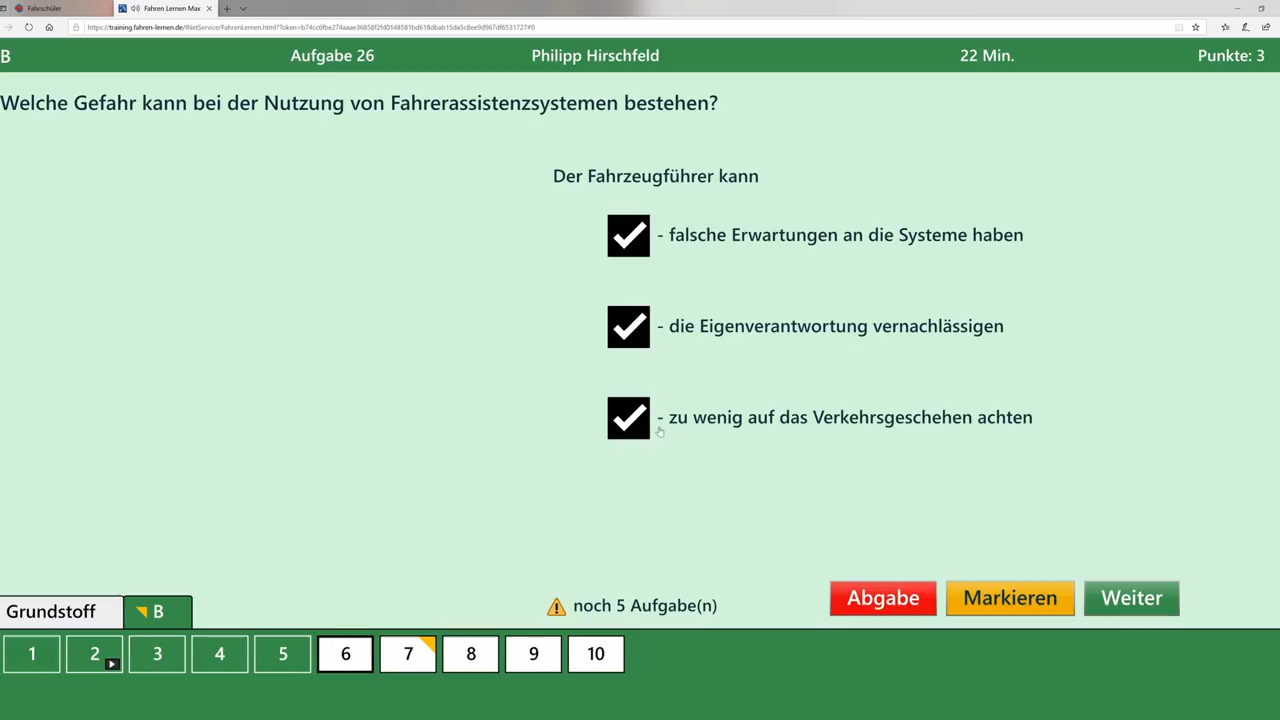 Fahrschüler
Fahren Lernen Max
B
Aufgabe 26
Philipp Hirschfeld
22 Min.
Punkte: 3
Welche Gefahr kann bei der Nutzung von Fahrerassistenzsystemen bestehen?
Der Fahrzeugführer kann
- falsche Erwartungen an die Systeme haben
- die Eigenverantwortung vernachlässigen
- zu wenig auf das Verkehrsgeschehen achten
noch 5 Aufgabe(n)
Abgabe
Markieren
Weiter
Grundstoff
B
1 2 3 4 5 6 7 8 9 10